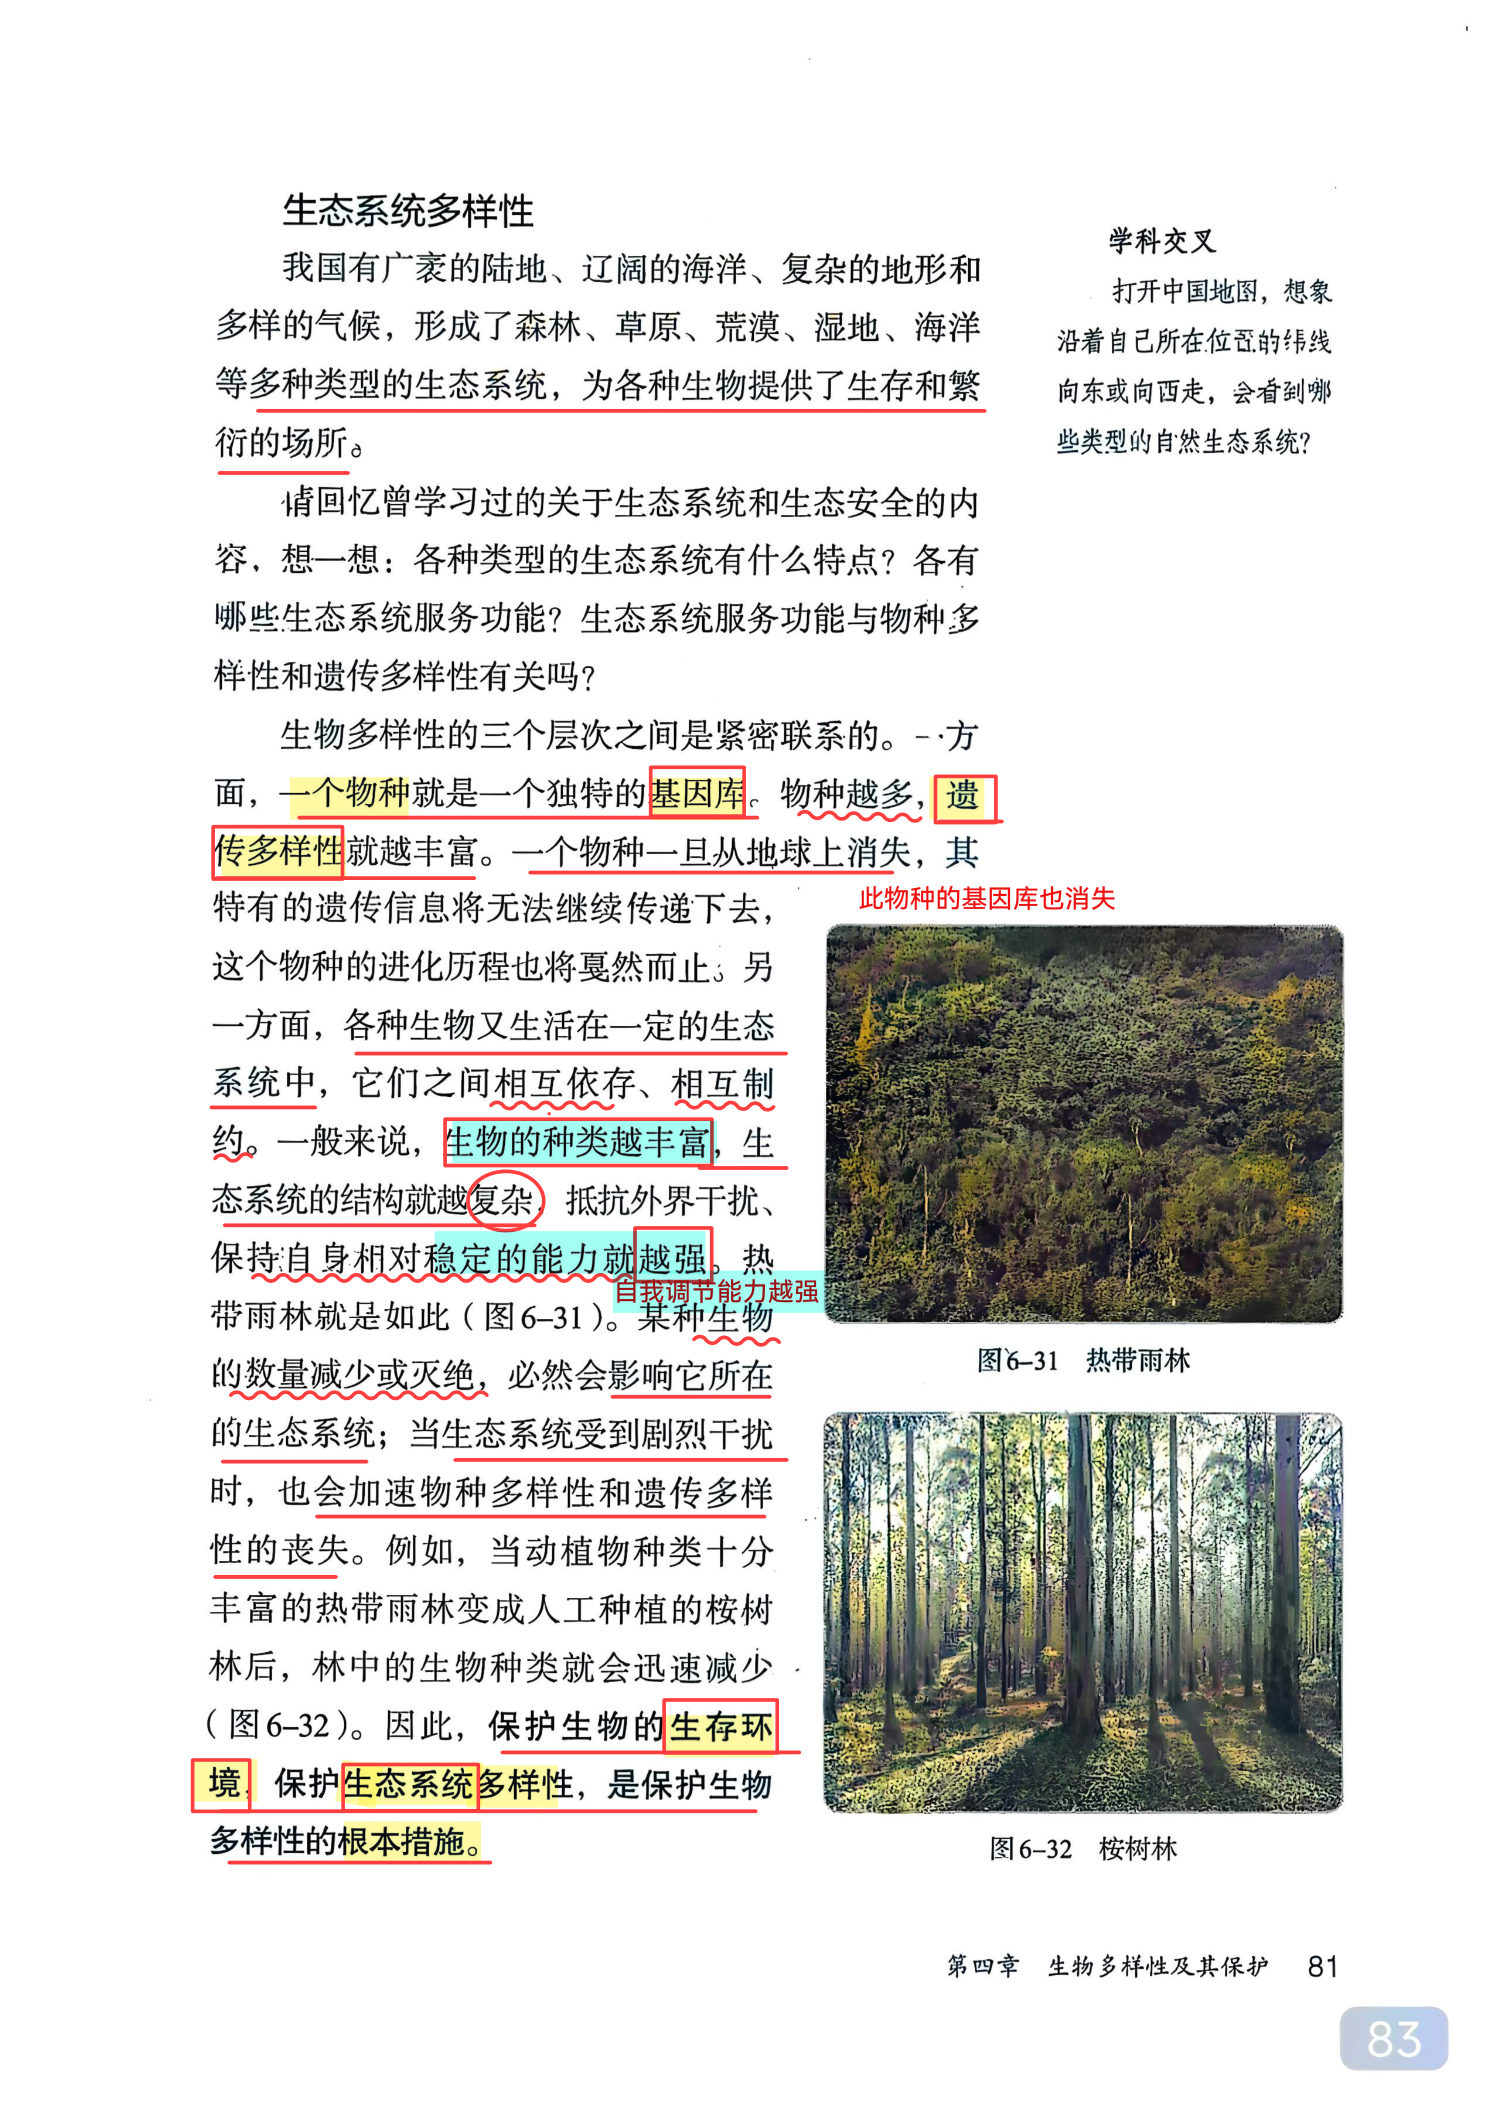 生态系统多样性
我国有广袤的陆地、辽阔的海洋、复杂的地形和
多样的气候，形成了森林、草原、荒漠、湿地、海洋
等多种类型的生态系统，为各种生物提供了生存和繁
衍的场所。
请回忆曾学习过的关于生态系统和生态安全的内
容，想一想：各种类型的生态系统有什么特点？各有
哪些生态系统服务功能？生态系统服务功能与物种多
样性和遗传多样性有关吗？
生物多样性的三个层次之间是紧密联系的。一方
面，一个物种就是一个独特的基因库。物种越多，遗
传多样性就越丰富。一个物种一旦从地球上消失，其
此物种的基因库也消失
特有的遗传信息将无法继续传递下去，
这个物种的进化历程也将戛然而止。另
一方面，各种生物又生活在一定的生态
系统中，它们之间相互依存、相互制
约。一般来说，生物的种类越丰富，生
态系统的结构就越复杂，抵抗外界干扰、
保持自身相对稳定的能力就越强。热
自我调节能力越强
带雨林就是如此（图6-31）。某种生物
的数量减少或灭绝，必然会影响它所在
的生态系统；当生态系统受到剧烈干扰
时，也会加速物种多样性和遗传多样
性的丧失。例如，当动植物种类十分
丰富的热带雨林变成人工种植的桉树
林后，林中的生物种类就会迅速减少
（图6-32）。因此，保护生物的生存环
境，保护生态系统多样性，是保护生物
多样性的根本措施。
学科交叉
打开中国地图，想象
沿着自己所在位置的纬线
向东或向西走，会看到哪
些类型的自然生态系统？
图6-31 热带雨林
图6-32 桉树林
第四章 生物多样性及其保护 81
83